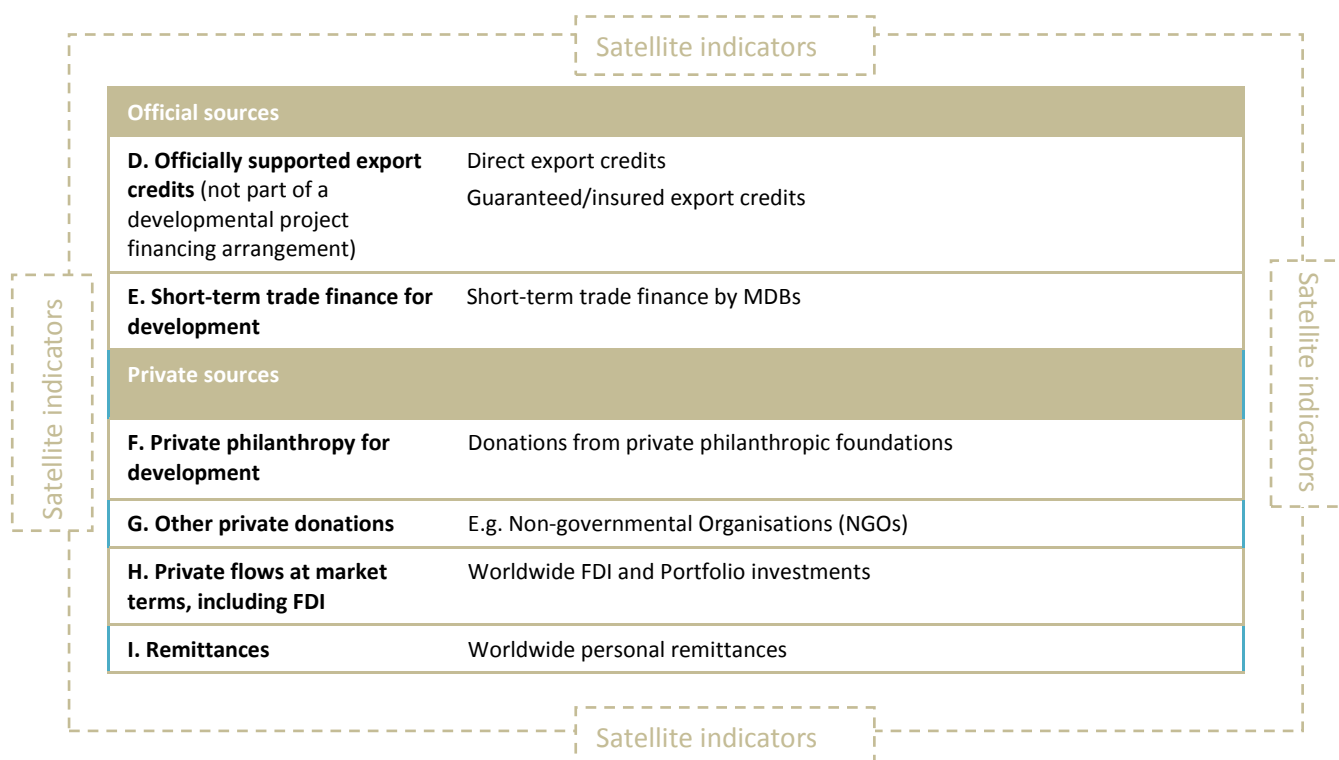 Satellite indicators
Official sources
D. Officially supported export
credits (not part of a
developmental project
financing arrangement)
Direct export credits
Guaranteed/insured export credits
E. Short-term trade finance for
development
Short-term trade finance by MDBs
Satellite indicators
Satellite indicators
Private sources
F. Private philanthropy for
development
Donations from private philanthropic foundations
G. Other private donations
E.g. Non-governmental Organisations (NGOs)
H. Private flows at market
terms, including FDI
Worldwide FDI and Portfolio investments
I. Remittances
Worldwide personal remittances
Satellite indicators